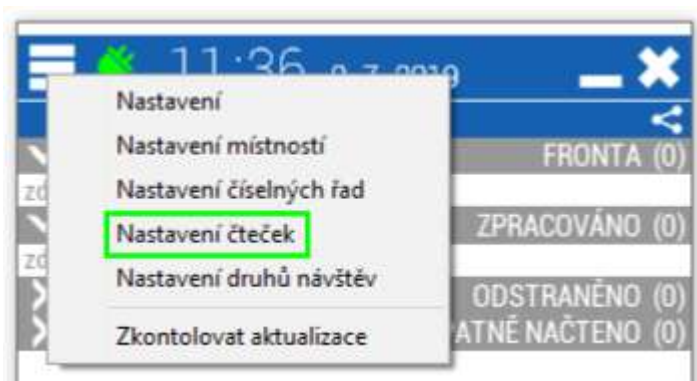 11:36
2019
Nastavení
Nastavení místností
FRONTA (0)
Nastavení číselných řad
Nastavení čteček
ZPRACOVÁNO (0)
Nastavení druhů návštěv
ODSTRANĚNO (0)
Zkontolovat aktualizace
NAČTENO (0)